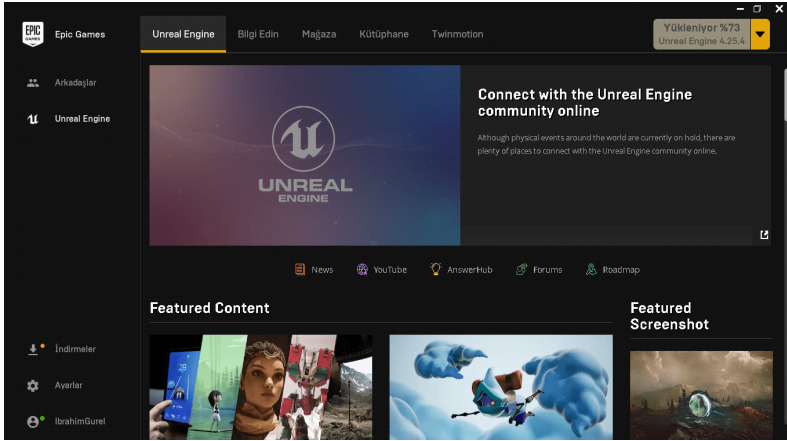 EPIC
GAMES
Epic Games
Unreal Engine
Bilgi Edin
Mağaza
Kütüphane
Twinmotion
Yükleniyor %73
Unreal Engine 4.25.4
Arkadaşlar
Unreal Engine
UNREAL
ENGINE
Connect with the Unreal Engine
community online
Although physical events around the world are currently on hold, there are
plenty of places to connect with the Unreal Engine community online.
News
YouTube
AnswerHub
Forums
Roadmap
Featured Content
Featured
Screenshot
İndirmeler
Ayarlar
IbrahimGurel